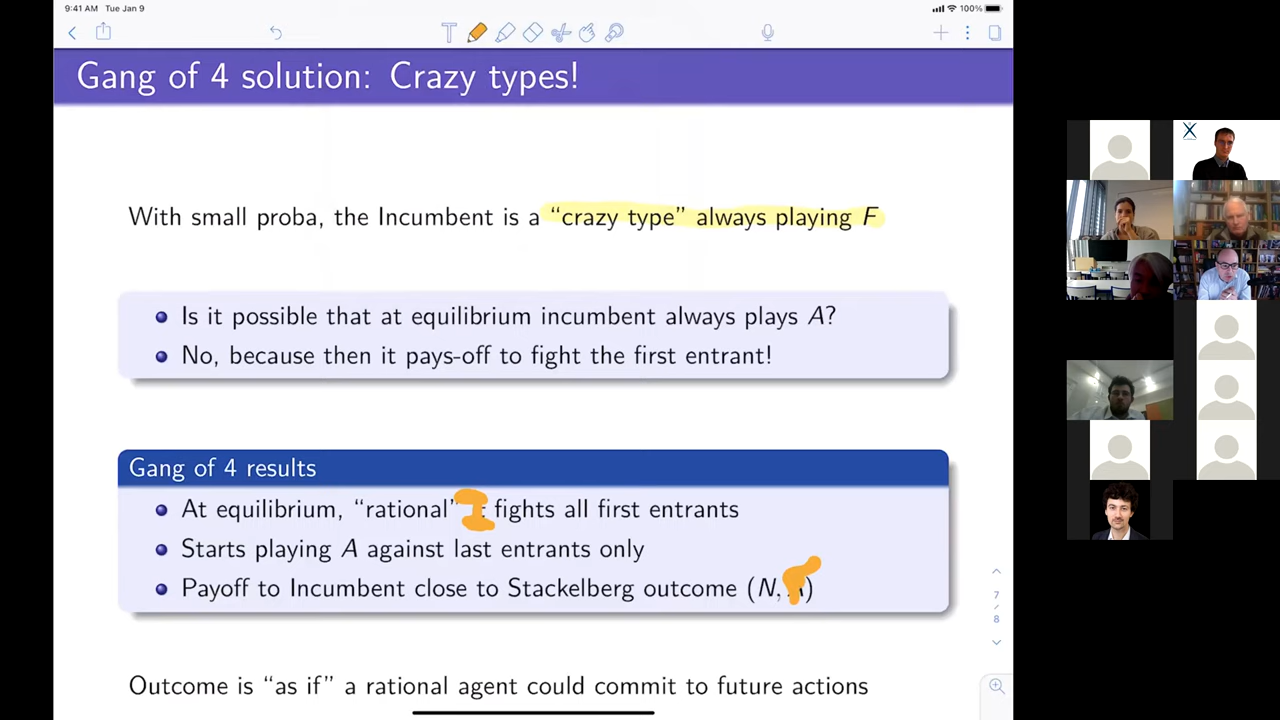 9:41 AM Tue Jan 9
100%
Gang of 4 solution: Crazy types!
With small proba, the Incumbent is a “crazy type” always playing F
Is it possible that at equilibrium incumbent always plays A?
No, because then it pays-off to fight the first entrant!
Gang of 4 results
At equilibrium, “rational” I fights all first entrants
Starts playing A against last entrants only
Payoff to Incumbent close to Stackelberg outcome (N, F)
Outcome is “as if” a rational agent could commit to future actions
7
/
8